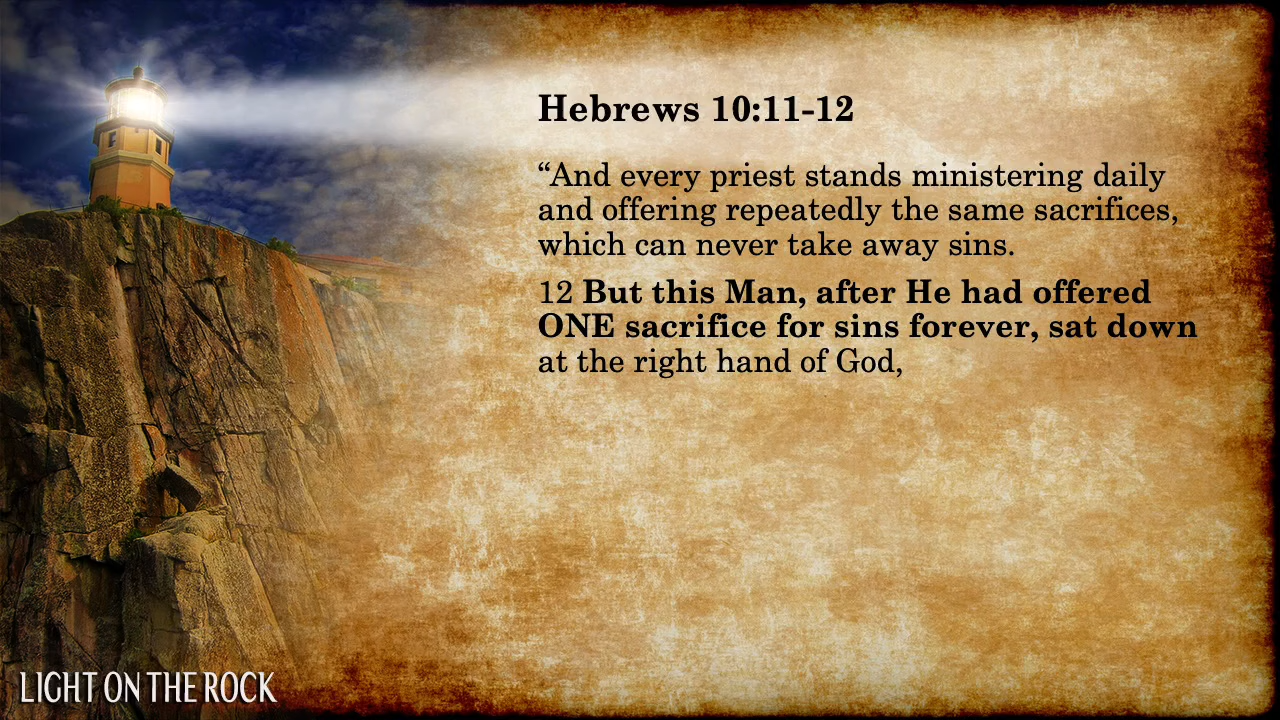 Hebrews 10:11-12
“And every priest stands ministering daily
and offering repeatedly the same sacrifices,
which can never take away sins.
12 But this Man, after He had offered
ONE sacrifice for sins forever, sat down
at the right hand of God,
LIGHT ON THE ROCK